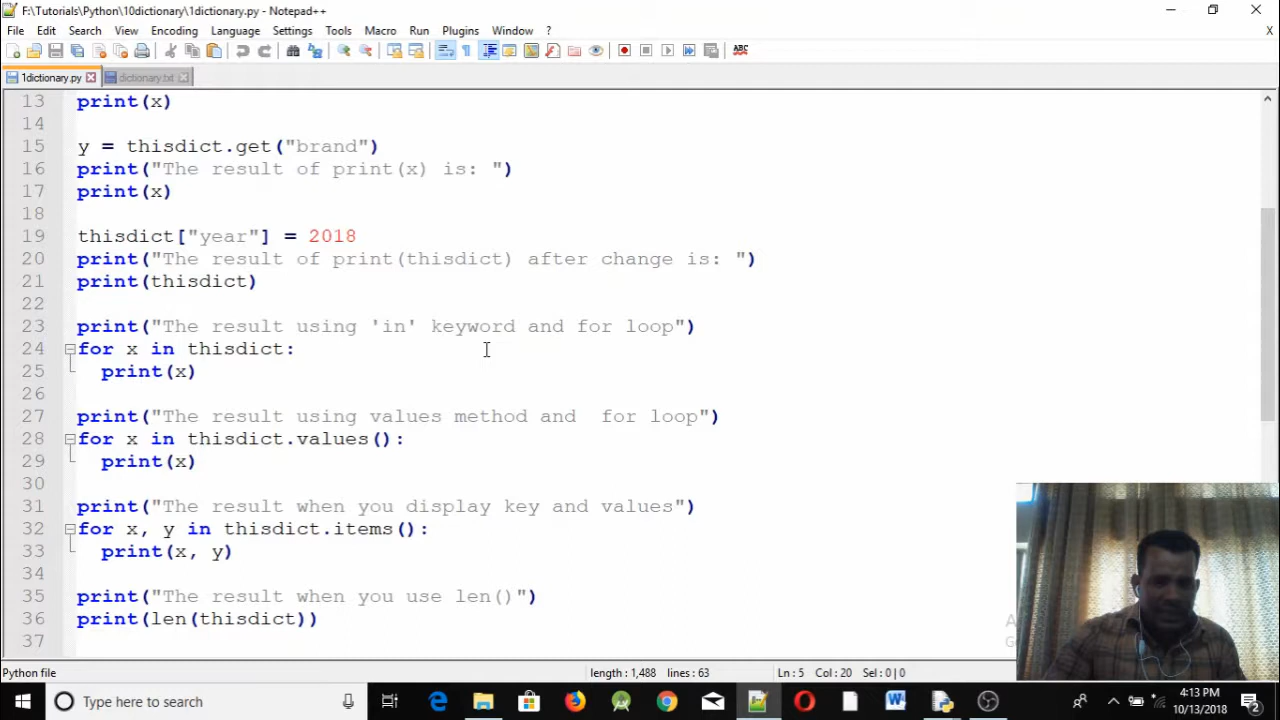 F:\Tutorials\Python\10dictionary\1dictionary.py - Notepad++
File Edit Search View Encoding Language Settings Tools Macro Run Plugins Window ? X
ABC
1dictionary.py dictionary.txt
13 print(x)
14
15 y = thisdict.get("brand")
16 print("The result of print(x) is: ")
17 print(x)
18
19 thisdict["year"] = 2018
20 print("The result of print(thisdict) after change is: ")
21 print(thisdict)
22
23 print("The result using 'in' keyword and for loop")
24 for x in thisdict:
25 print(x)
26
27 print("The result using values method and  for loop")
28 for x in thisdict.values():
29 print(x)
30
31 print("The result when you display key and values")
32 for x, y in thisdict.items():
33 print(x, y)
34
35 print("The result when you use len()")
36 print(len(thisdict))
37
Python file length : 1,488 lines : 63 Ln : 5 Col : 20 Sel : 0 | 0
Type here to search
4:13 PM
10/13/2018
2